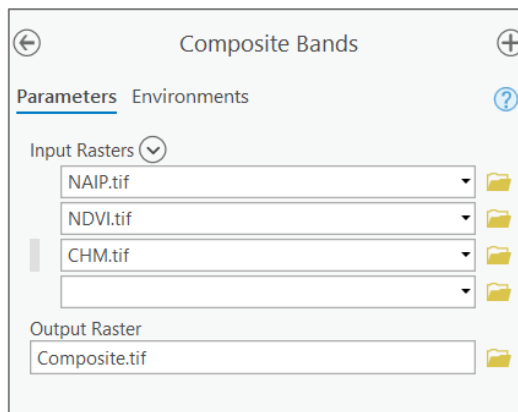 Composite Bands
Parameters Environments
Input Rasters
NAIP.tif
NDVI.tif
CHM.tif
Output Raster
Composite.tif